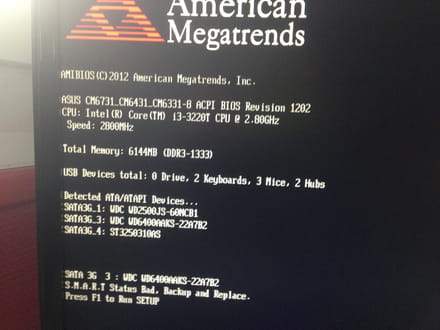 American
Megatrends
AMIBIOS(C)2012 American Megatrends, Inc.
ASUS CM6731_CM6431_CM6331-8 ACPI BIOS Revision 1202
CPU: Intel(R) Core(TM) i3-3220T CPU @ 2.80GHz
Speed: 2800MHz
Total Memory: 6144MB (DDR3-1333)
USB Devices total: 0 Drive, 2 Keyboards, 3 Mice, 2 Hubs
Detected ATA/ATAPI Devices...
SATA3G_1: WDC WD2500JS-60NCB1
SATA3G_3: WDC WD6400AAKS-22A7B2
SATA3G_4: ST3250310AS
SATA 3G 3 : WDC WD6400AAKS-22A7B2
S.M.A.R.T Status Bad, Backup and Replace.
Press F1 to Run SETUP